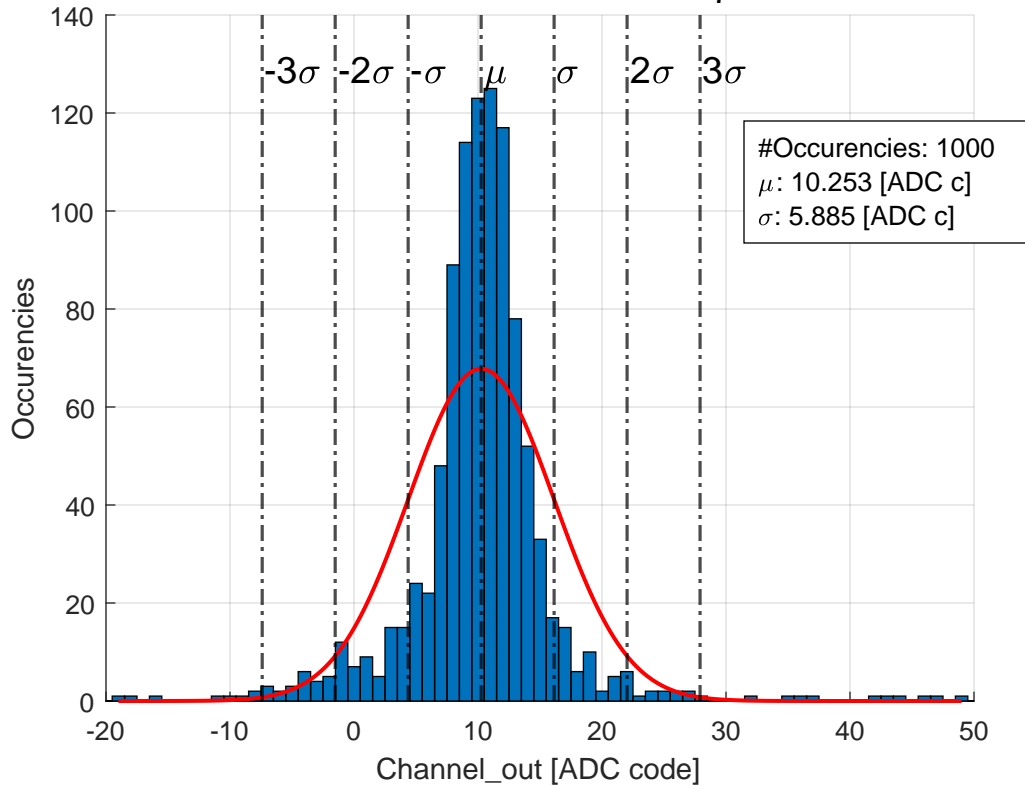 140
120
100
80
60
40
20
0
-3σ -2σ -σ μ σ 2σ 3σ
#Occurencies: 1000
μ: 10.253 [ADC c]
σ: 5.885 [ADC c]
Occurencies
-20 -10 0 10 20 30 40 50
Channel_out [ADC code]